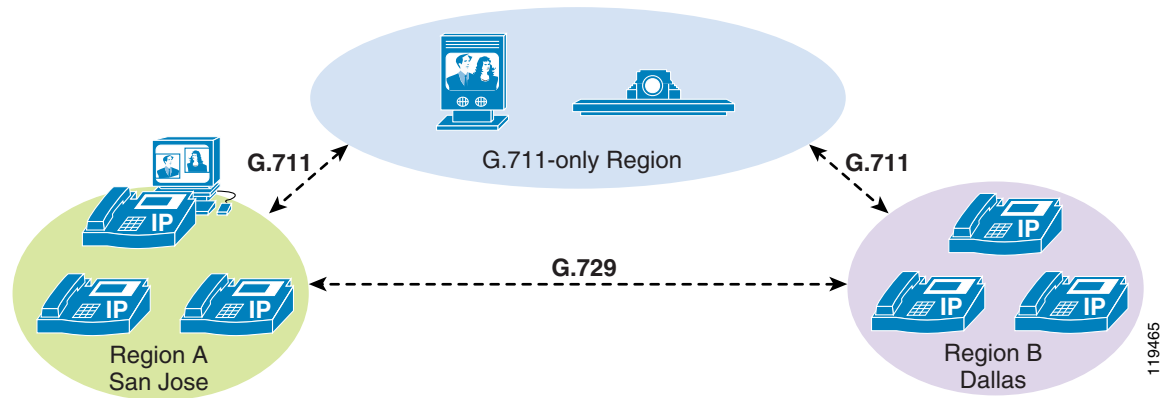 G.711-only Region
G.711
G.711
G.729
IP
IP
IP
Region A
San Jose
IP
IP
IP
Region B
Dallas
119465